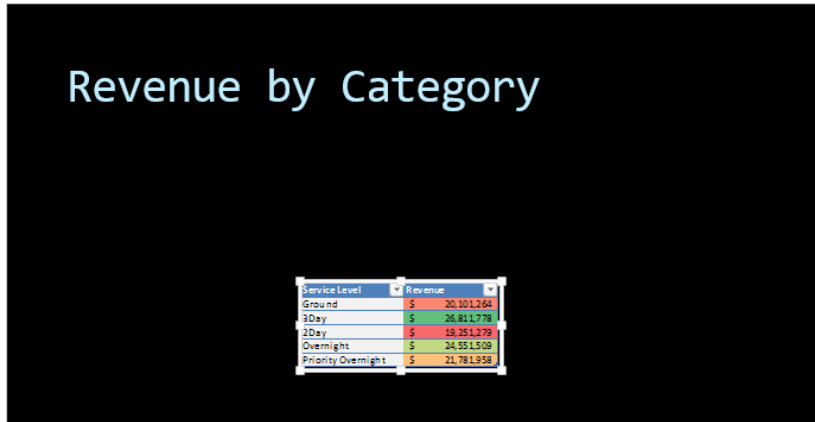 Revenue by Category
Service Level Revenue
Ground $ 20,101,264
3Day $ 26,811,778
2Day $ 19,251,279
Overnight $ 24,551,509
Priority Overnight $ 21,781,958